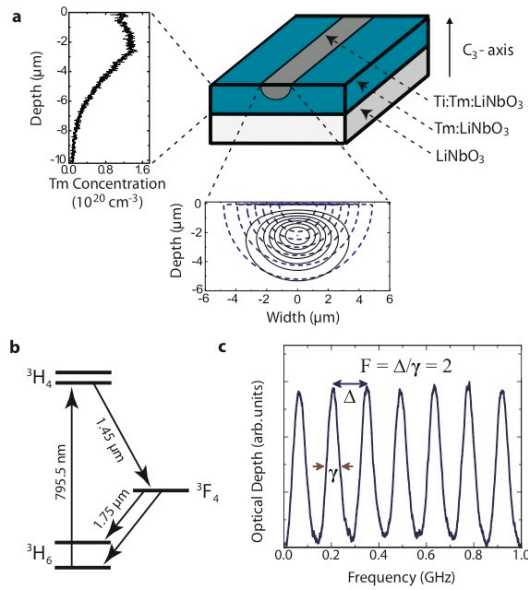 a
0
-2
-4
-6
-8
-10
Depth (μm)
0.0 0.8 1.6
Tm Concentration
(10²⁰ cm⁻³)
C₃- axis
Ti:Tm:LiNbO₃
Tm:LiNbO₃
LiNbO₃
0
-2
-4
-6
Depth (μm)
-6 -4 -2 0 2 4 6
Width (μm)
b
³H₄
1.45 μm
795.5 nm
³F₄
1.75 μm
³H₆
c
F = Δ/γ = 2
Δ
γ
Optical Depth (arb.units)
0.0 0.2 0.4 0.6 0.8 1.0
Frequency (GHz)